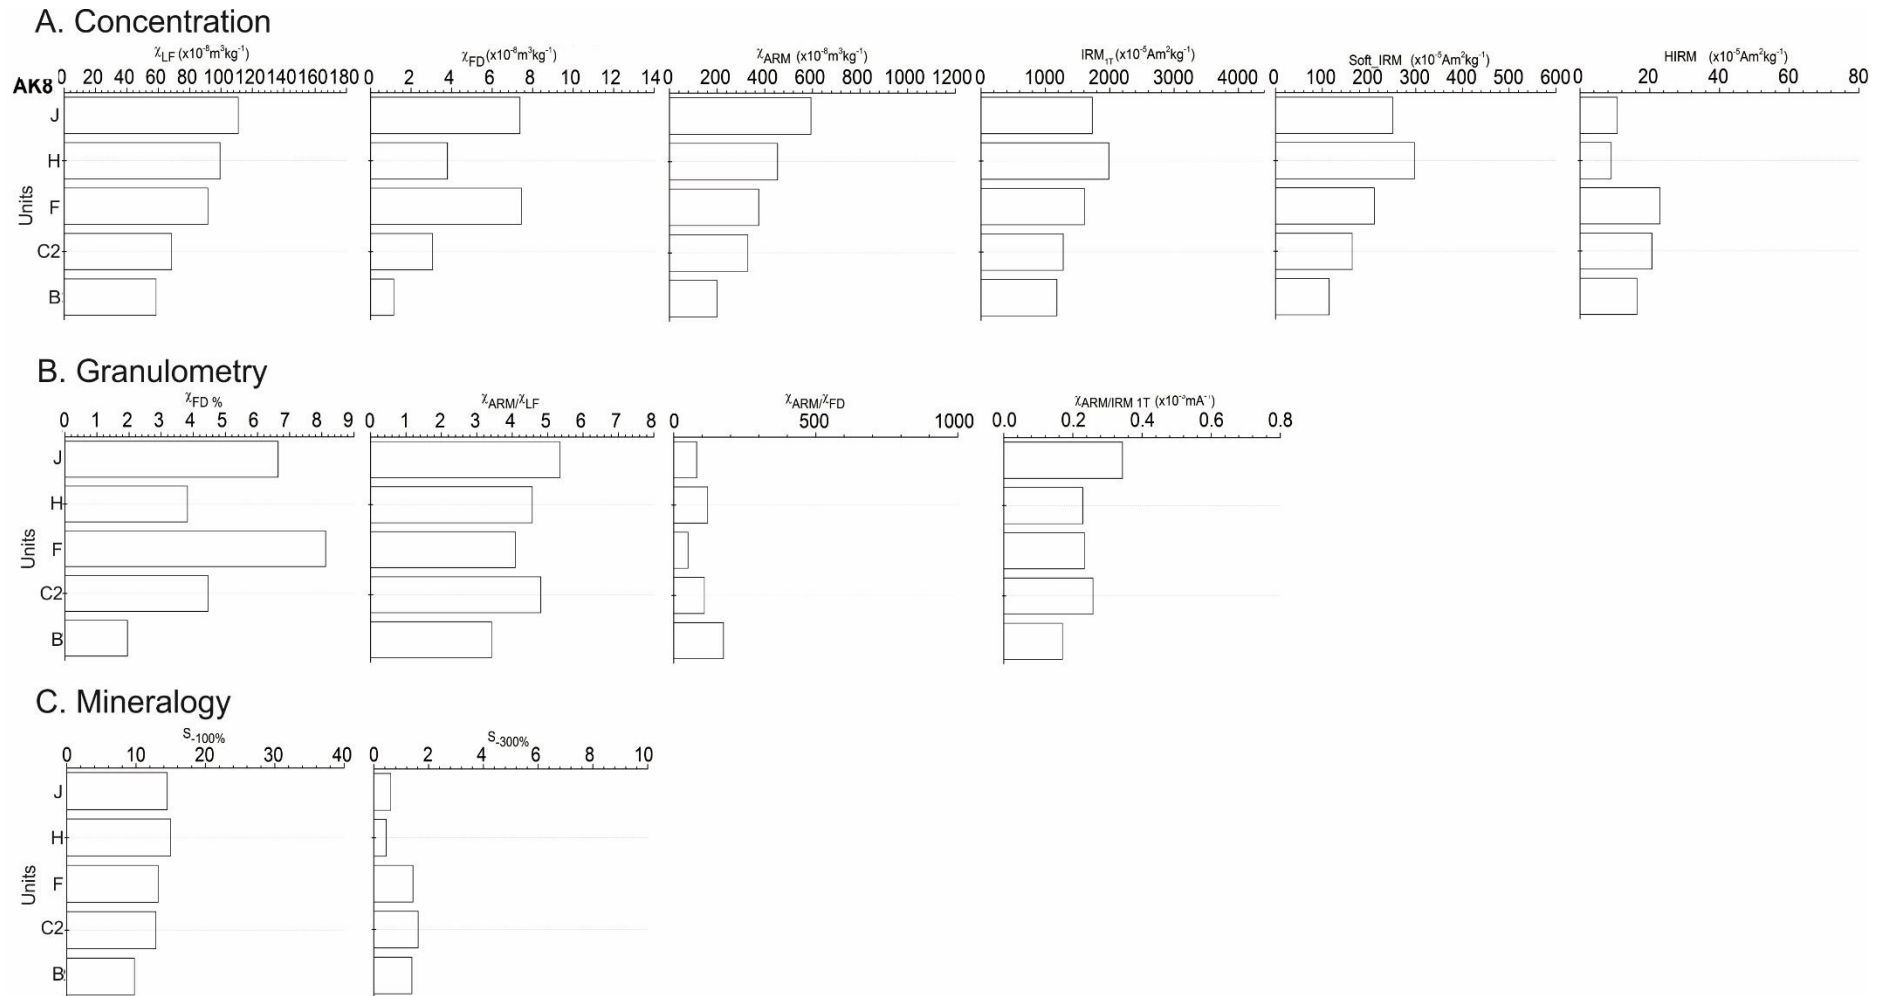 A. Concentration
χLF (x10⁻⁸m³kg⁻¹)
χFD(x10⁻⁸m³kg⁻¹)
χARM (x10⁻⁸m³kg⁻¹)
IRM1T (x10⁻⁵Am²kg⁻¹)
Soft_IRM (x10⁻⁵Am²kg⁻¹)
HIRM (x10⁻⁵Am²kg⁻¹)
AK8
0 20 40 60 80 100 120 140 160 180
0 2 4 6 8 10 12 14
0 200 400 600 800 1000 1200
0 1000 2000 3000 4000
0 100 200 300 400 500 600
0 20 40 60 80
J
H
F
C2
B
Units
B. Granulometry
χFD %
χARM/χLF
χARM/χFD
χARM/IRM 1T (x10⁻³mA⁻¹)
0 1 2 3 4 5 6 7 8 9
0 1 2 3 4 5 6 7 8
0 500 1000
0.0 0.2 0.4 0.6 0.8
J
H
F
C2
B
Units
C. Mineralogy
S-100%
S-300%
0 10 20 30 40
0 2 4 6 8 10
J
H
F
C2
B
Units